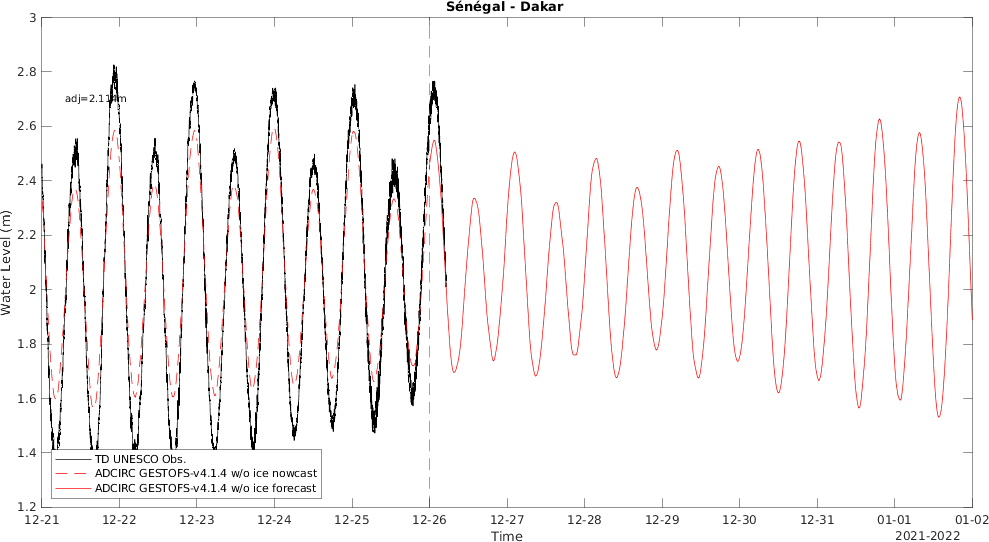 Sénégal - Dakar
3
2.8
adj=2.114m
2.6
2.4
2.2
Water Level (m)
2
1.8
1.6
1.4
1.2
TD UNESCO Obs.
ADCIRC GESTOFS-v4.1.4 w/o ice nowcast
ADCIRC GESTOFS-v4.1.4 w/o ice forecast
12-21 12-22 12-23 12-24 12-25 12-26 12-27 12-28 12-29 12-30 12-31 01-01 01-02
Time
2021-2022